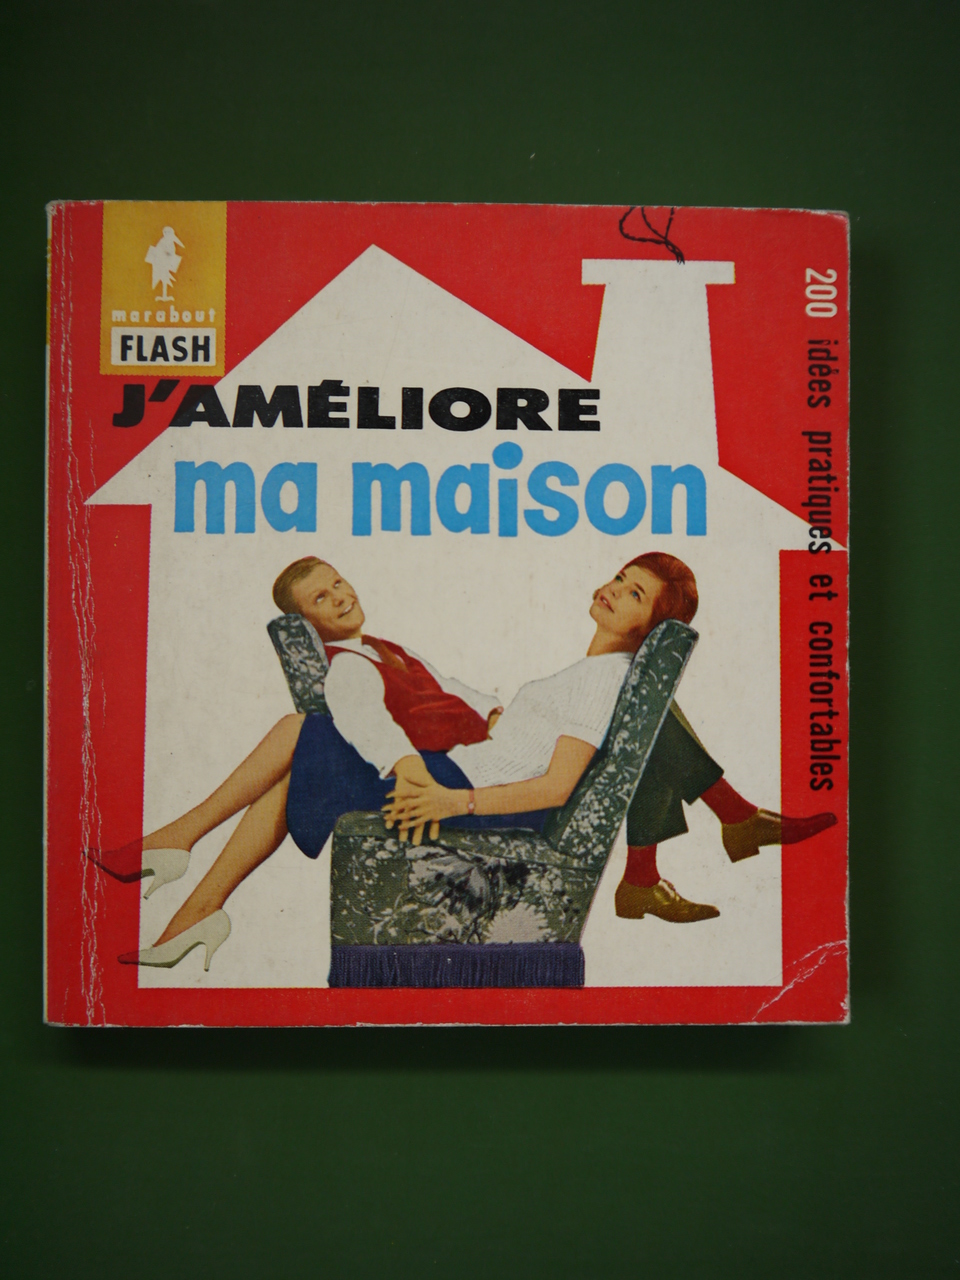 marabout
FLASH
J'AMÉLIORE
ma maison
200 idées pratiques et confortables